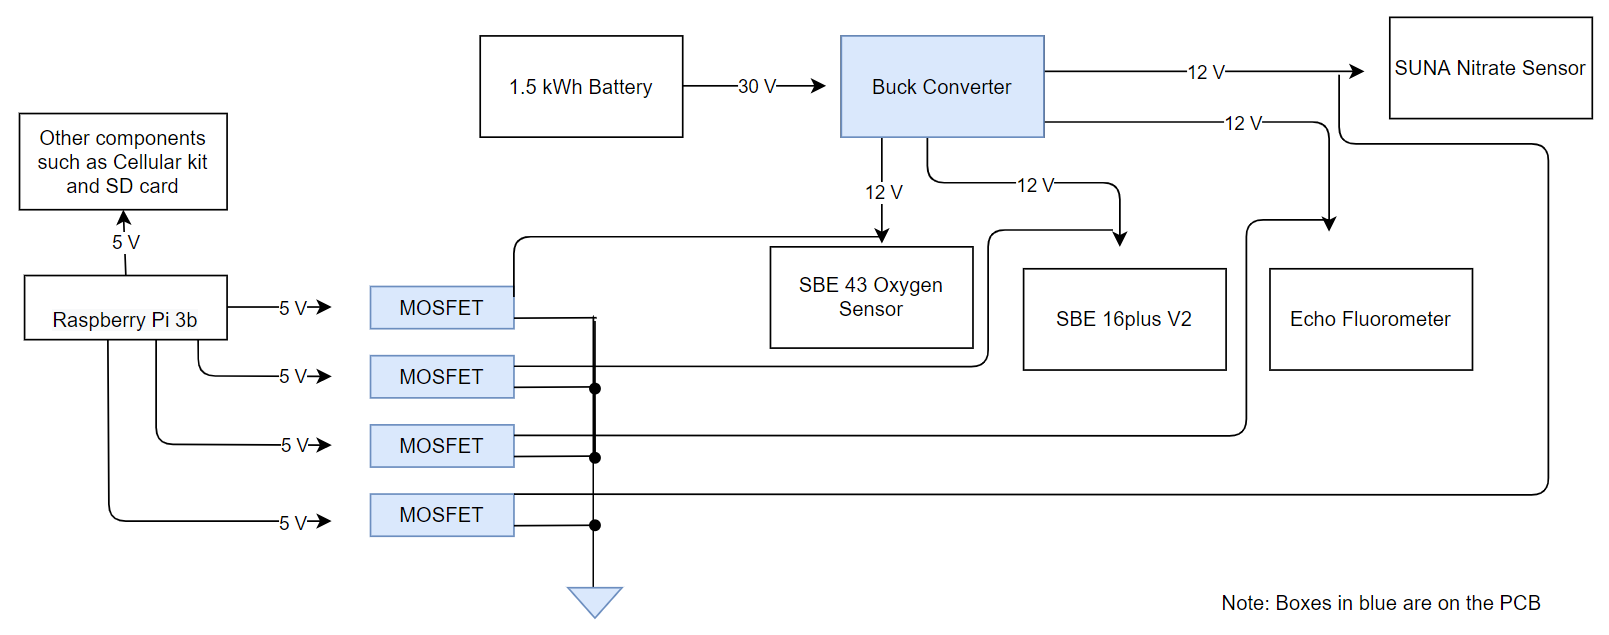 SUNA Nitrate Sensor
1.5 kWh Battery
30 V
Buck Converter
12 V
12 V
12 V
12 V
Other components
such as Cellular kit
and SD card
5 V
Raspberry Pi 3b
5 V
MOSFET
SBE 43 Oxygen
Sensor
SBE 16plus V2
Echo Fluorometer
5 V
MOSFET
5 V
MOSFET
5 V
MOSFET
Note: Boxes in blue are on the PCB